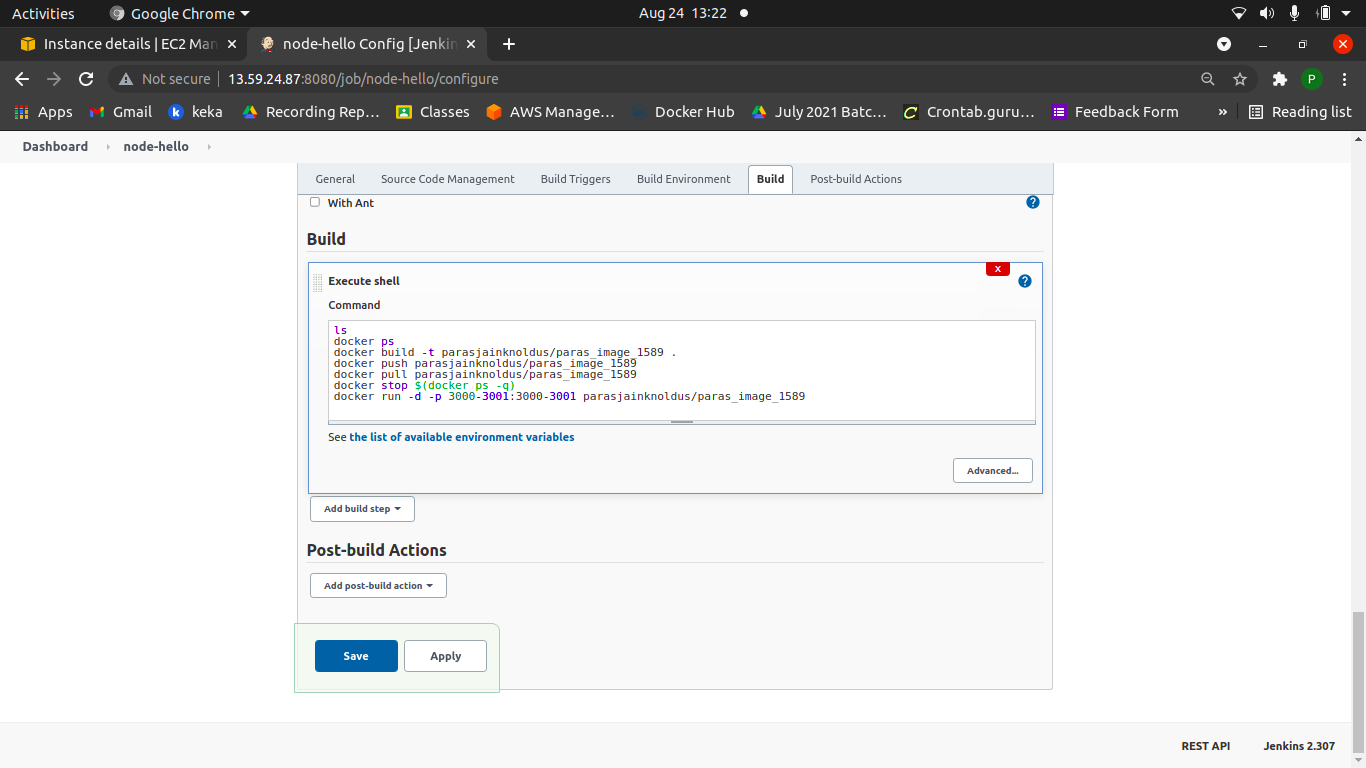 Activities Google Chrome Aug 24 13:22
Instance details | EC2 Man node-hello Config [Jenkin
Not secure 13.59.24.87:8080/job/node-hello/configure P
Apps Gmail keka Recording Rep... Classes AWS Manage... Docker Hub July 2021 Batc... Crontab.guru... Feedback Form » Reading list
Dashboard node-hello
General Source Code Management Build Triggers Build Environment Build Post-build Actions
With Ant ?
Build
X
Execute shell ?
Command
ls
docker ps
docker build -t parasjainknoldus/paras_image_1589 .
docker push parasjainknoldus/paras_image_1589
docker pull parasjainknoldus/paras_image_1589
docker stop $(docker ps -q)
docker run -d -p 3000-3001:3000-3001 parasjainknoldus/paras_image_1589
See the list of available environment variables
Advanced...
Add build step
Post-build Actions
Add post-build action
Save Apply
REST API Jenkins 2.307